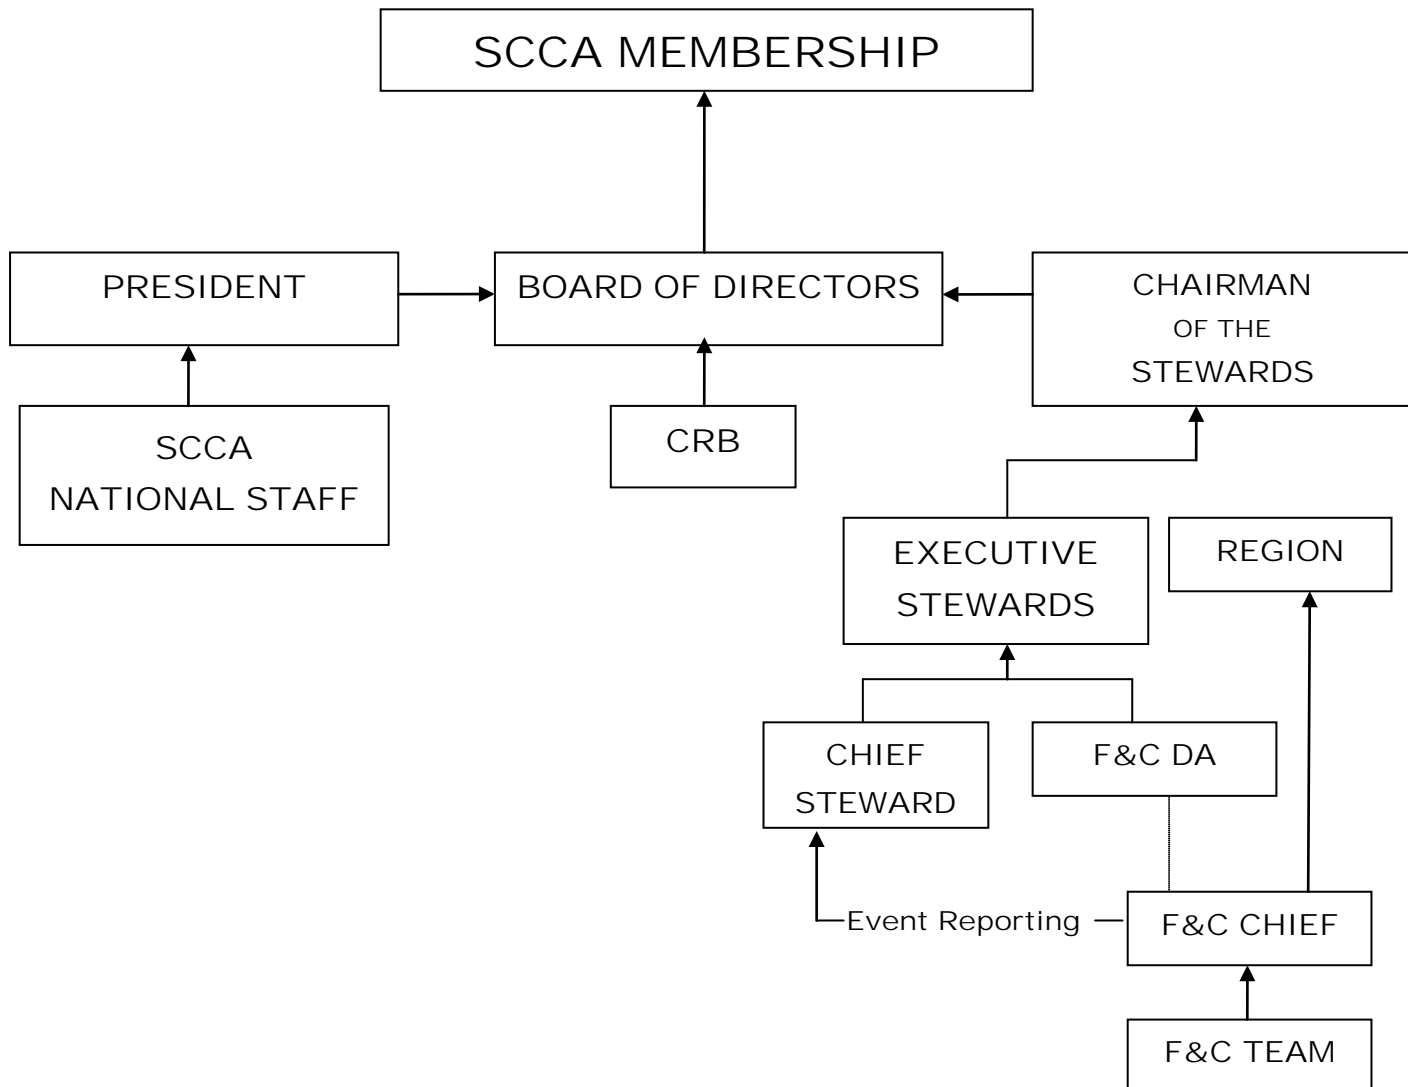 SCCA MEMBERSHIP
PRESIDENT
BOARD OF DIRECTORS
CHAIRMAN
OF THE
STEWARDS
SCCA
NATIONAL STAFF
CRB
EXECUTIVE
STEWARDS
REGION
CHIEF
STEWARD
F&C DA
Event Reporting
F&C CHIEF
F&C TEAM